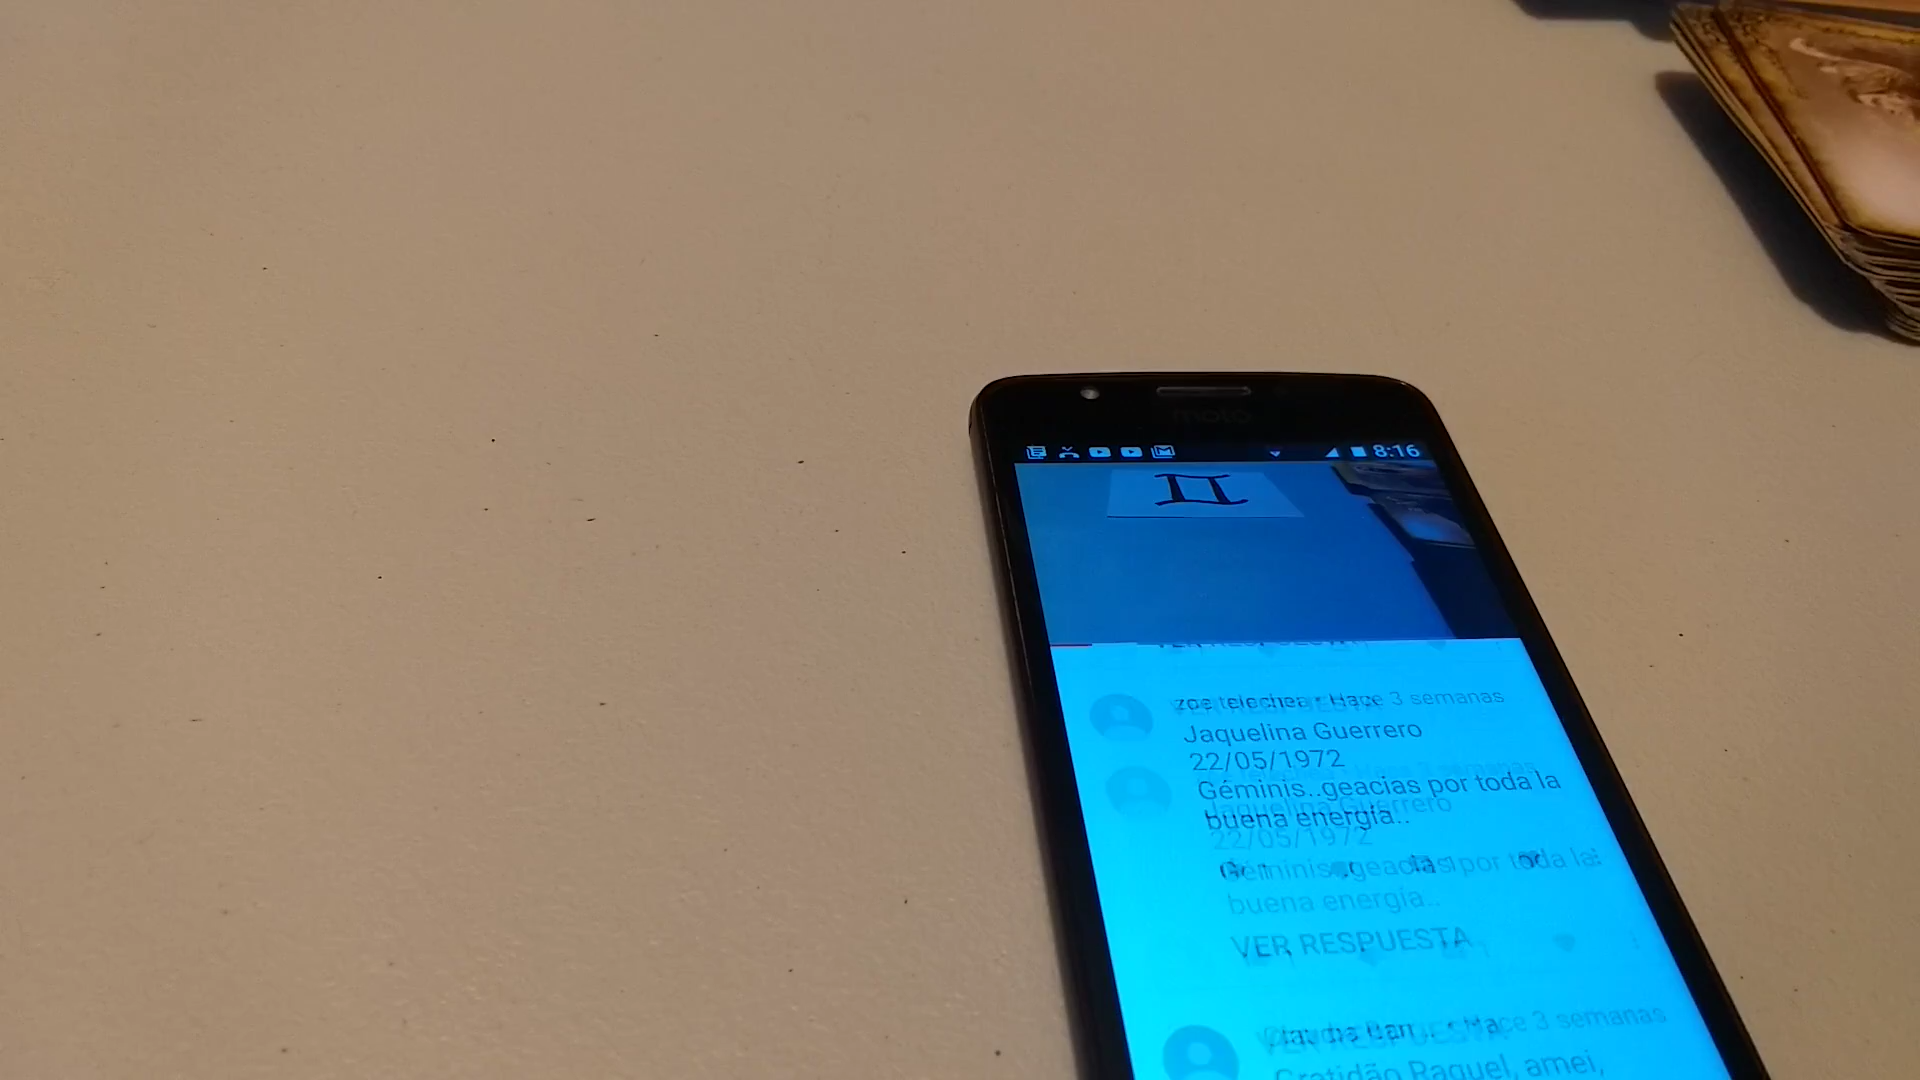 moto
8:16
zoe telechea • Hace 3 semanas
Jaquelina Guerrero
22/05/1972
Géminis..geacias por toda la
buena energía..
VER RESPUESTA
Hace 3 semanas
Gratidão Raquel, amei,